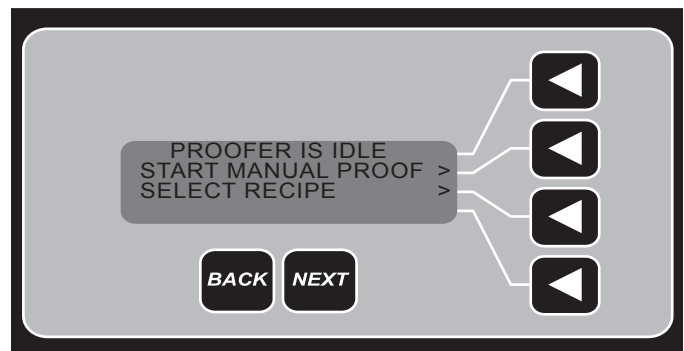 PROOFER IS IDLE
START MANUAL PROOF >
SELECT RECIPE >
BACK NEXT